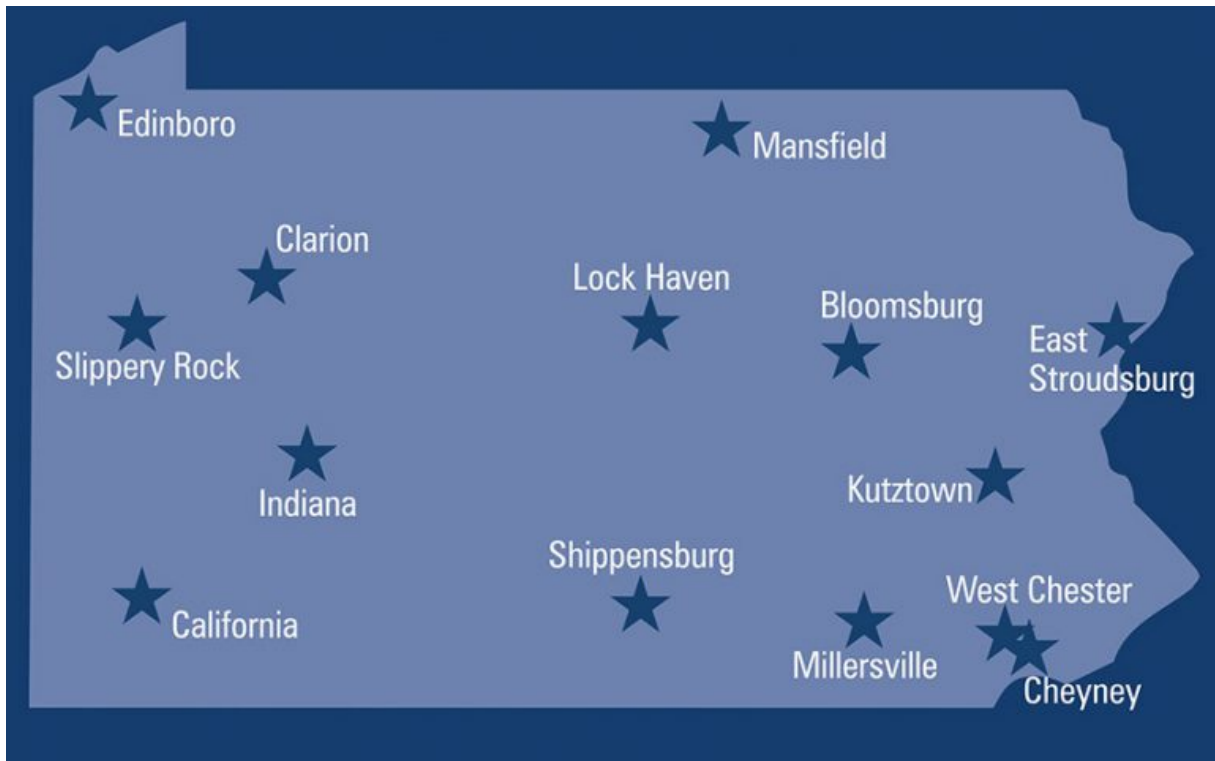 Edinboro
Mansfield
Clarion
Lock Haven
Bloomsburg
East
Stroudsburg
Slippery Rock
Indiana
Kutztown
Shippensburg
West Chester
California
Millersville
Cheyney